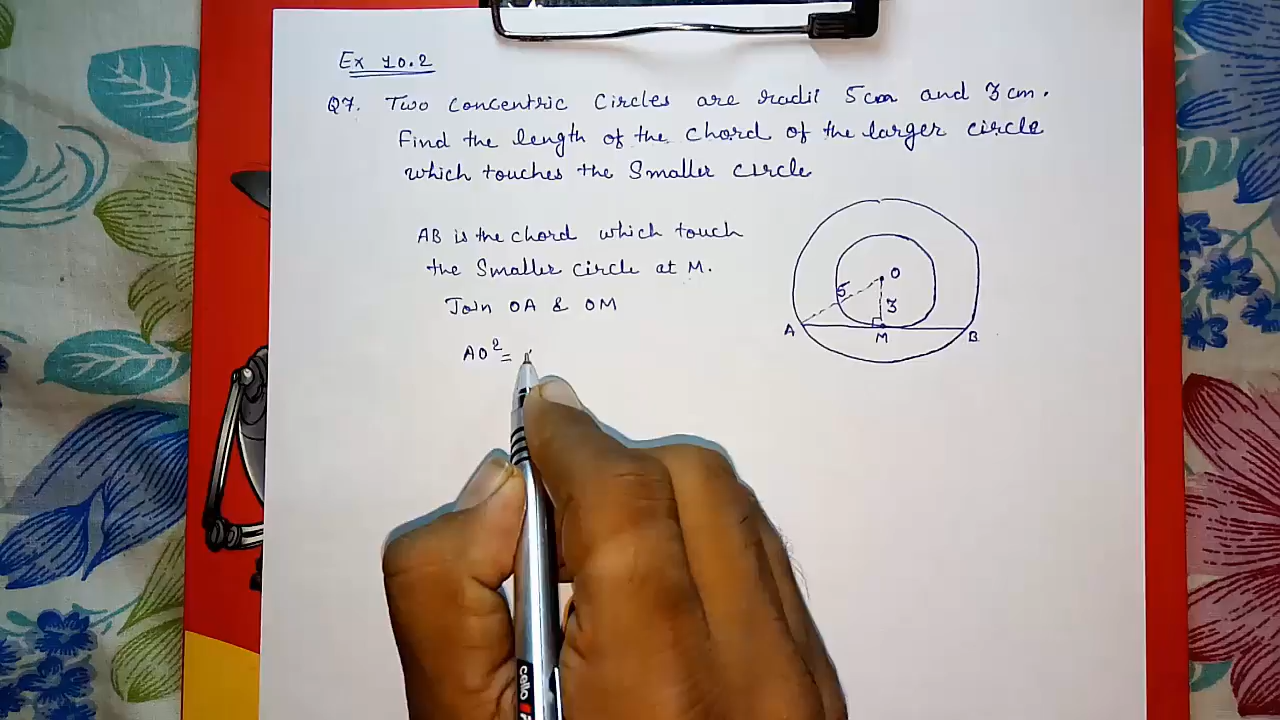 Ex 10.2
Q7. Two Concentric Circles are radii 5cm and 3cm.
Find the length of the chord of the larger circle
which touches the Smaller circle
AB is the chord which touch
the Smaller circle at M.
Join OA & OM
AO² =
O
5
3
A
M
B
cello